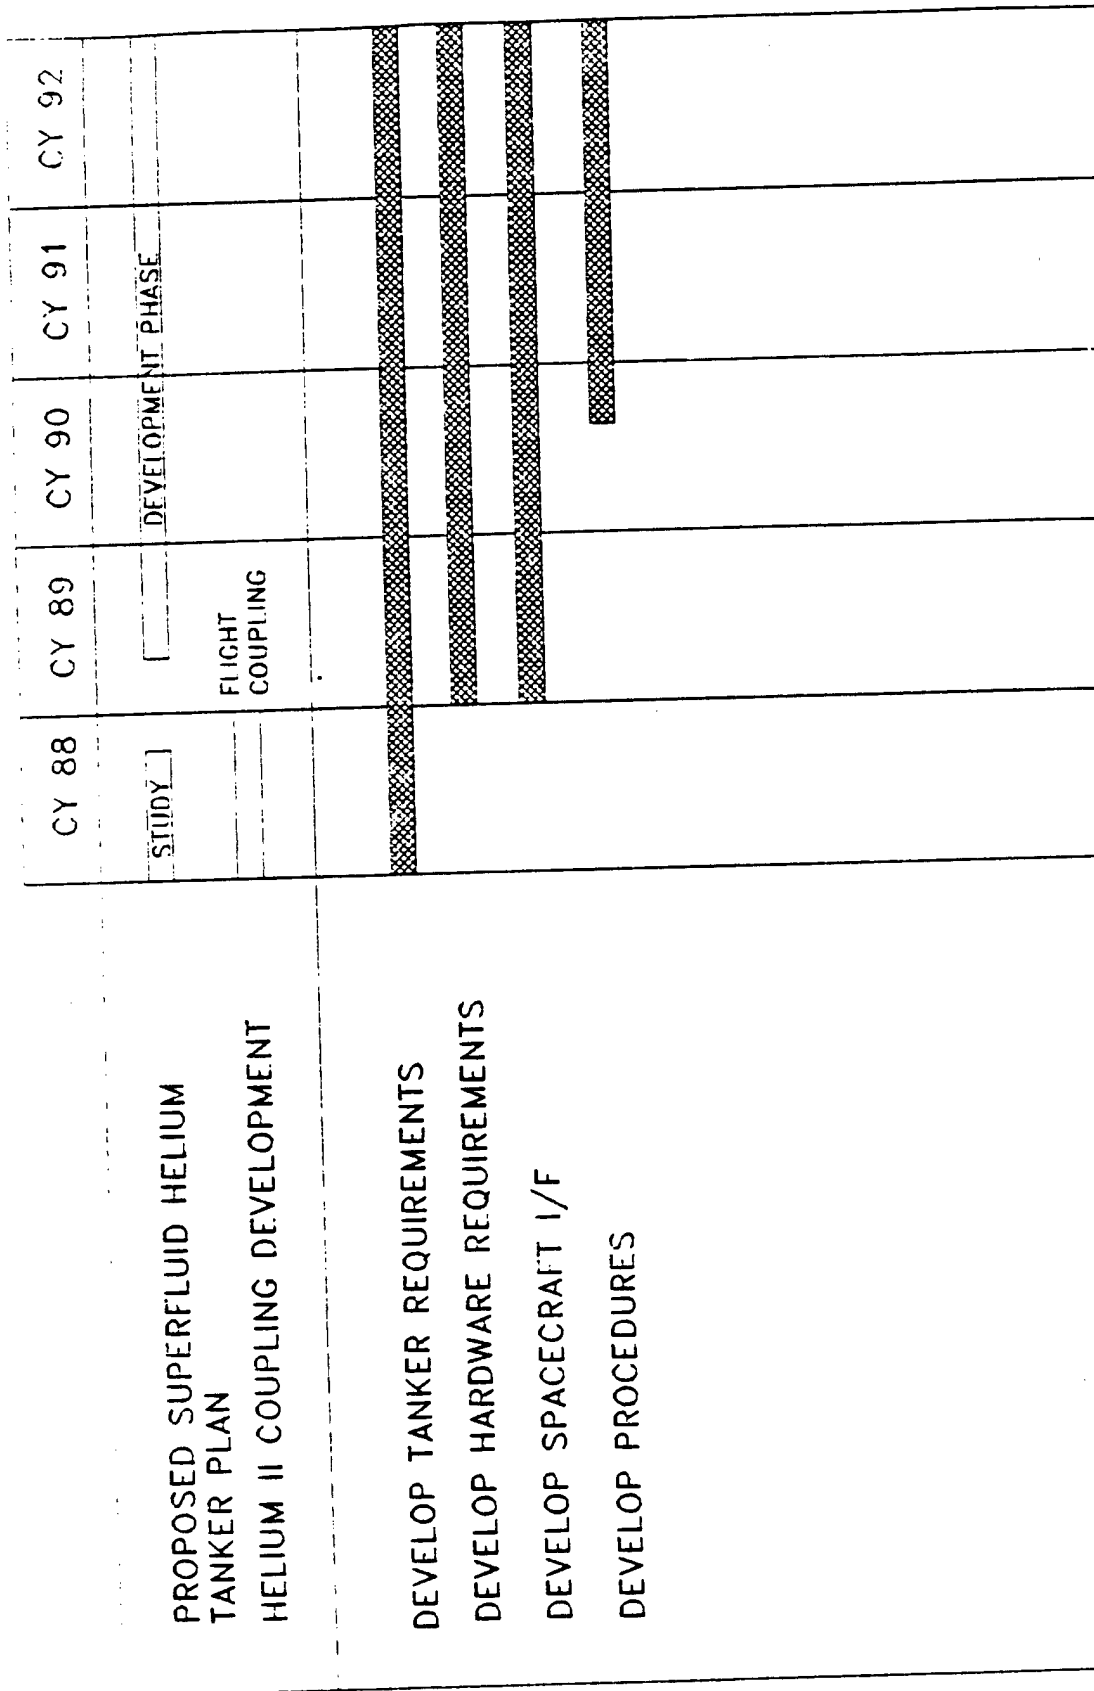 CY 88 CY 89 CY 90 CY 91 CY 92
PROPOSED SUPERFLUID HELIUM
TANKER PLAN
STUDY
DEVELOPMENT PHASE
HELIUM II COUPLING DEVELOPMENT
FLIGHT
COUPLING
DEVELOP TANKER REQUIREMENTS
DEVELOP HARDWARE REQUIREMENTS
DEVELOP SPACECRAFT I/F
DEVELOP PROCEDURES